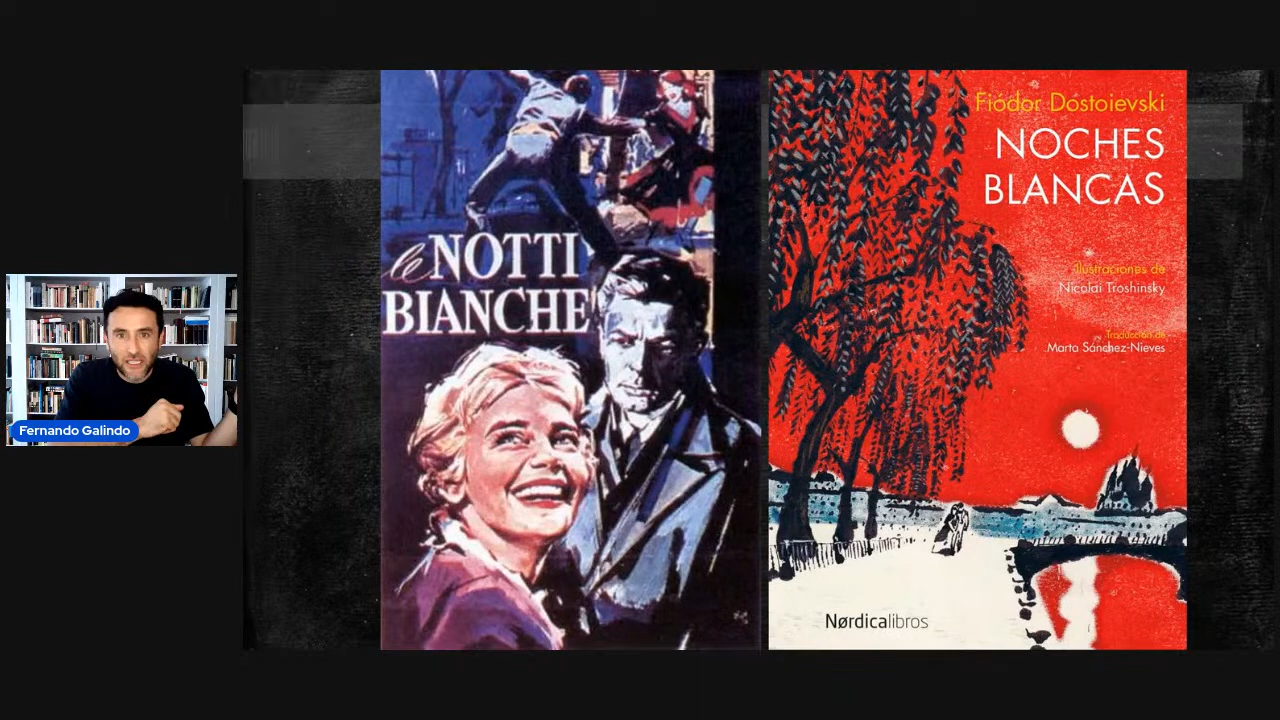 Fernando Galindo
le NOTTI
BIANCHE
Fiódor Dostoievski
NOCHES
BLANCAS
Ilustraciones de
Nicolai Troshinsky
Traducción de
Marta Sánchez-Nieves
Nørdicalibros